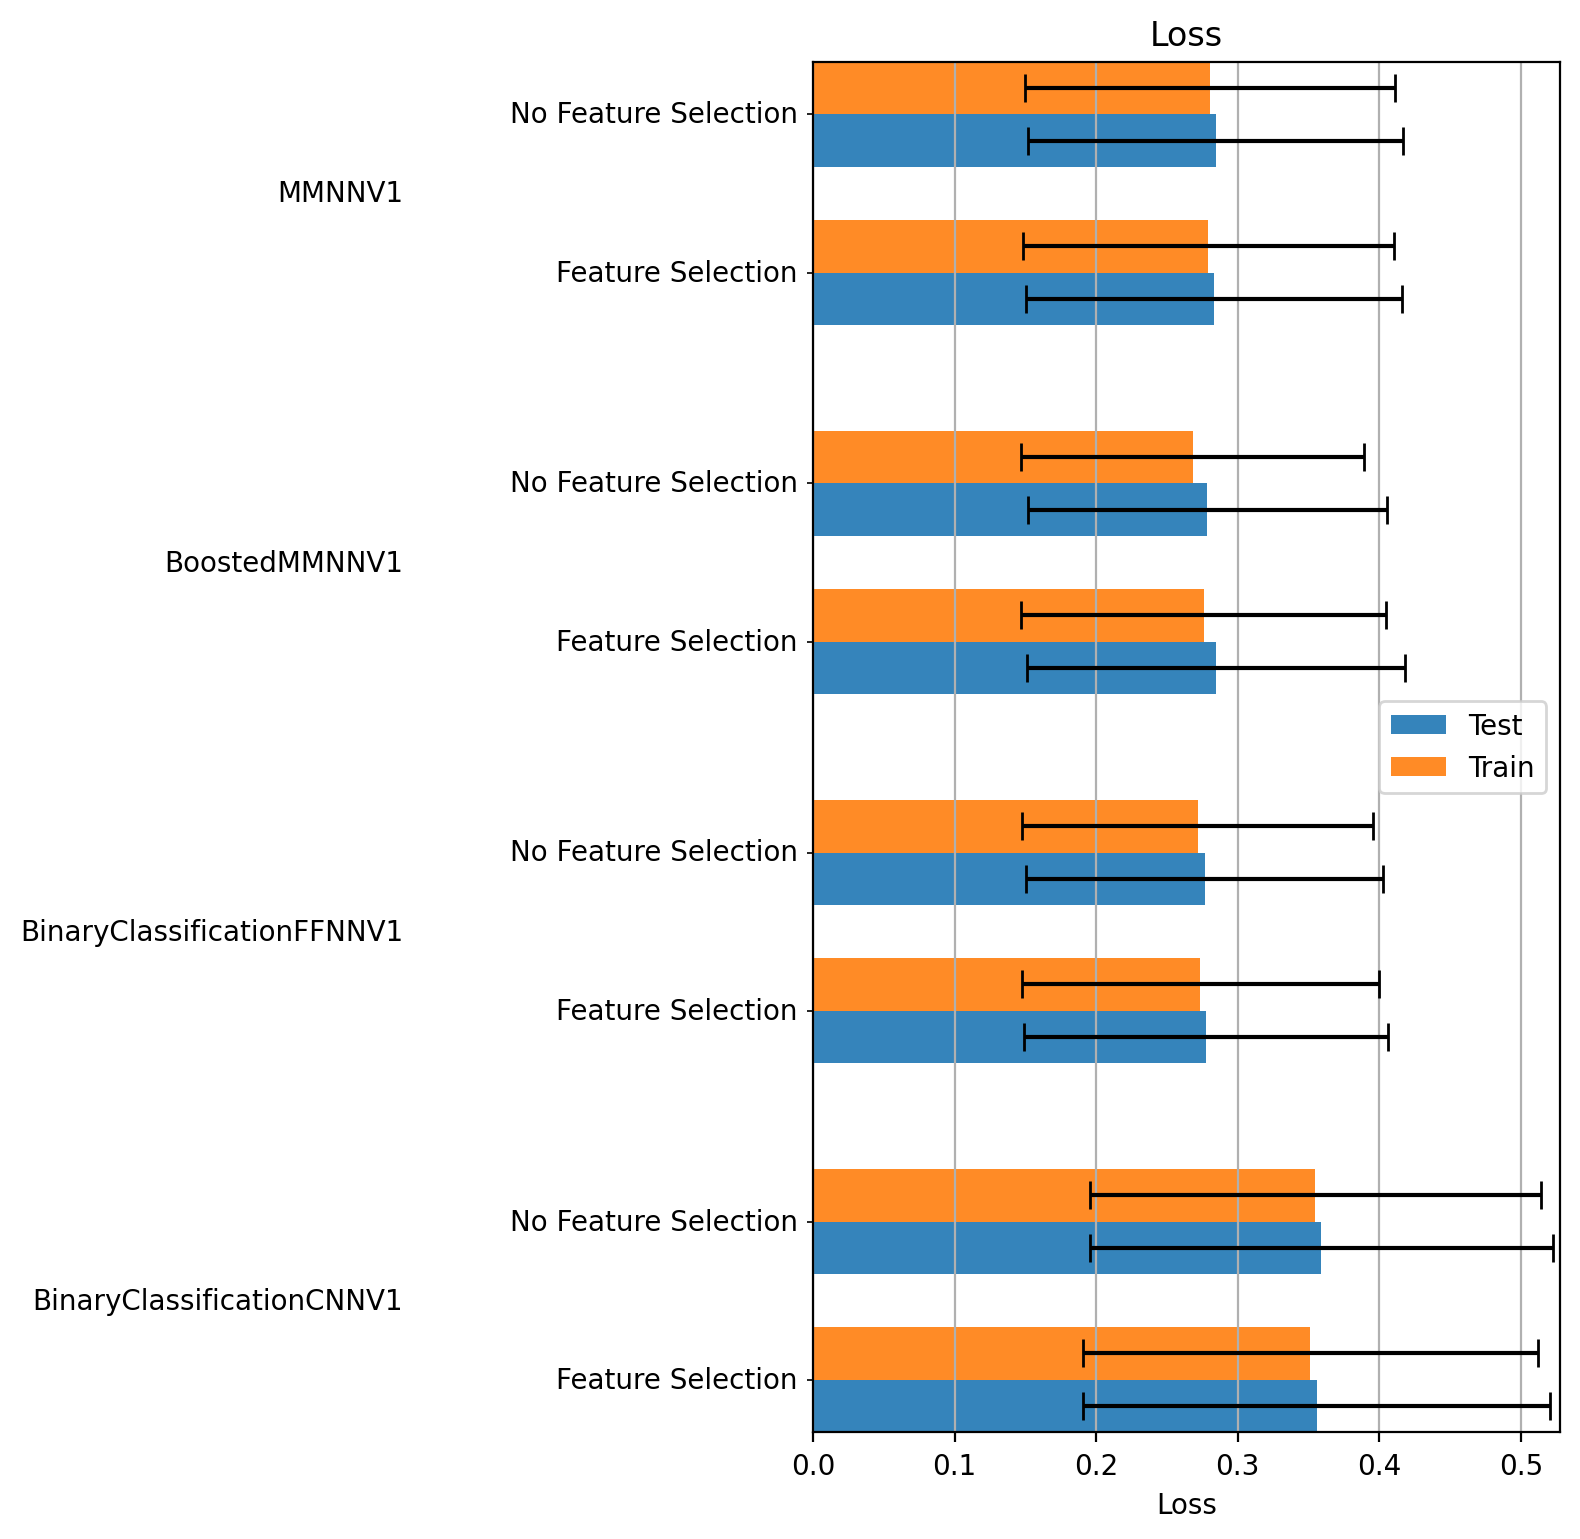 Loss
No Feature Selection
MMNNV1
Feature Selection
No Feature Selection
BoostedMMNNV1
Feature Selection
Test
Train
No Feature Selection
BinaryClassificationFFNNV1
Feature Selection
No Feature Selection
BinaryClassificationCNNV1
Feature Selection
0.0 0.1 0.2 0.3 0.4 0.5
Loss